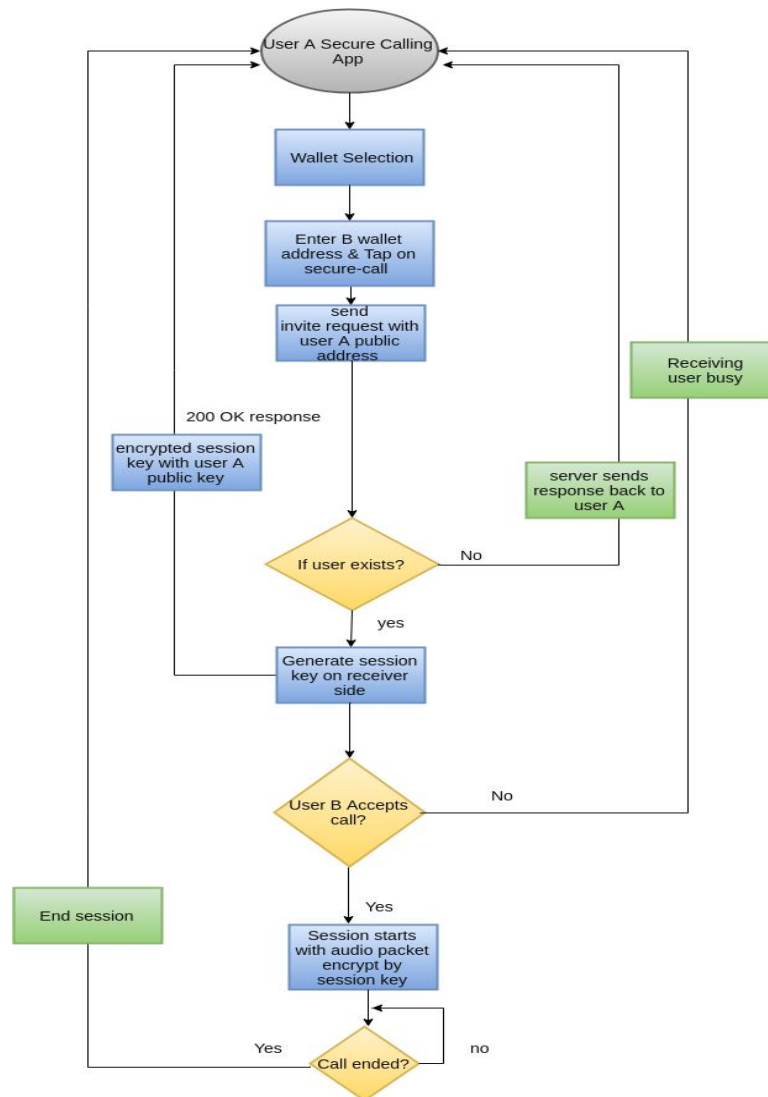 User A Secure Calling
App
Wallet Selection
Enter B wallet
address & Tap on
secure-call
send
invite request with
user A public
address
Receiving
user busy
200 OK response
encrypted session
key with user A
public key
server sends
response back to
user A
If user exists?
No
yes
Generate session
key on receiver
side
User B Accepts
call?
No
Yes
End session
Session starts
with audio packet
encrypt by
session key
Yes
Call ended?
no